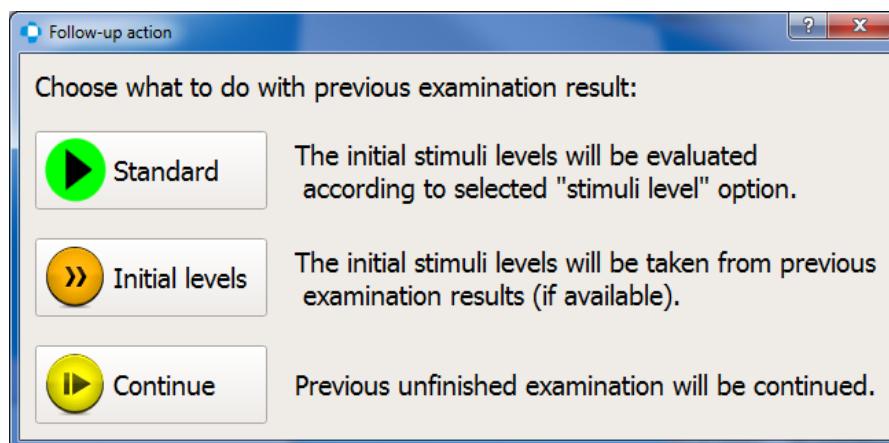 Follow-up action
Choose what to do with previous examination result:
Standard
The initial stimuli levels will be evaluated
according to selected "stimuli level" option.
Initial levels
The initial stimuli levels will be taken from previous
examination results (if available).
Continue
Previous unfinished examination will be continued.